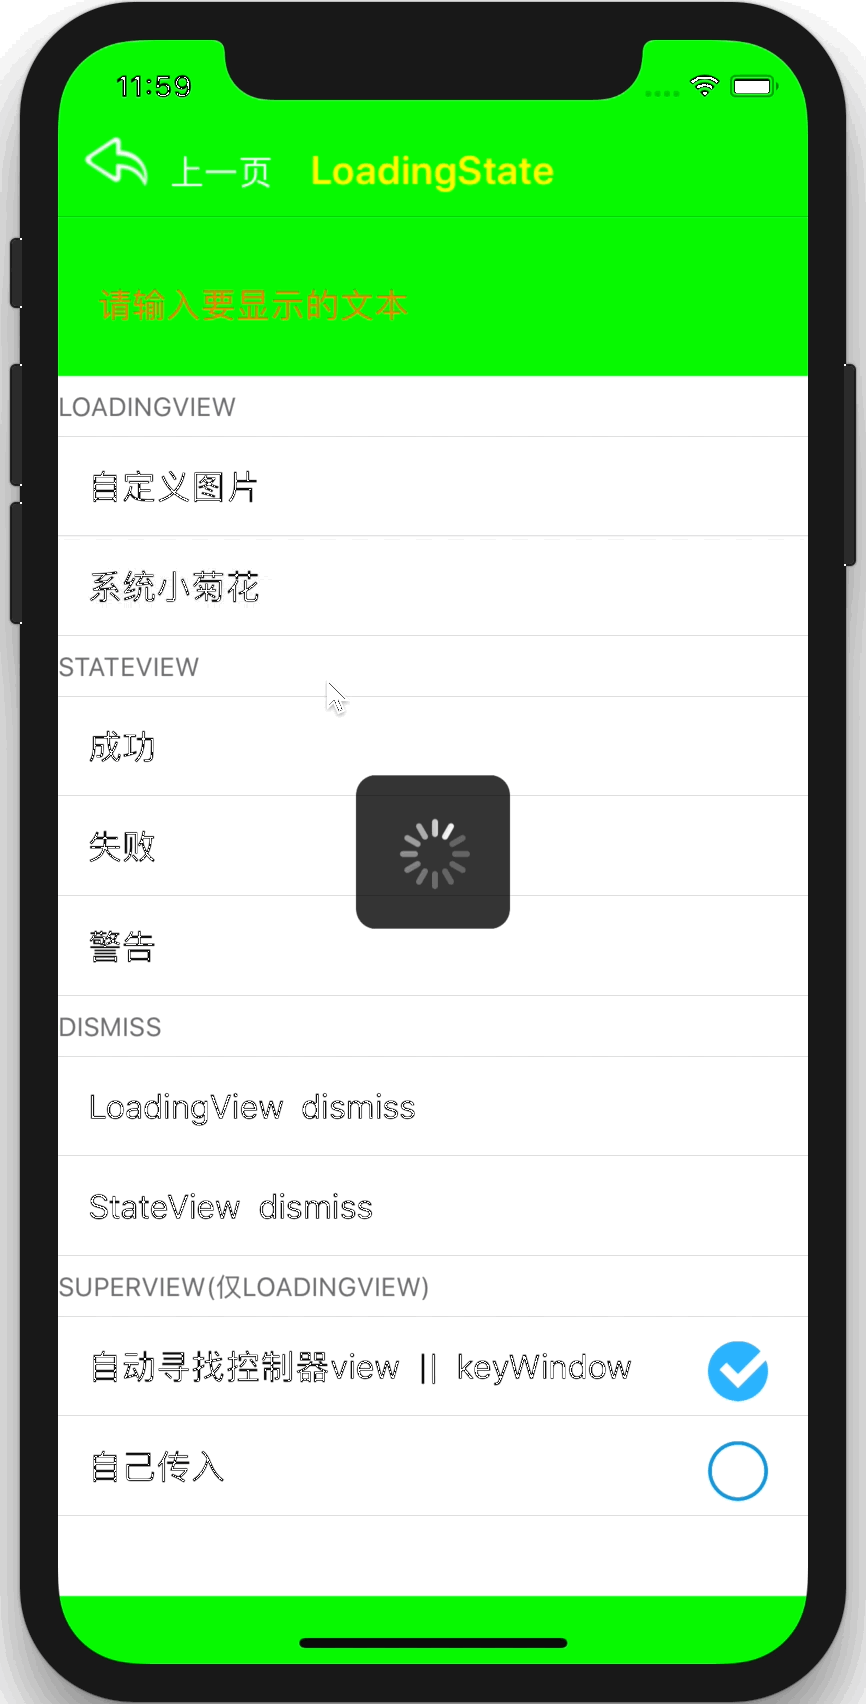 11:59
上一页 LoadingState
请输入要显示的文本
LOADINGVIEW
自定义图片
系统小菊花
STATEVIEW
成功
失败
警告
DISMISS
LoadingView dismiss
StateView dismiss
SUPERVIEW(仅LOADINGVIEW)
自动寻找控制器view || keyWindow
自己传入